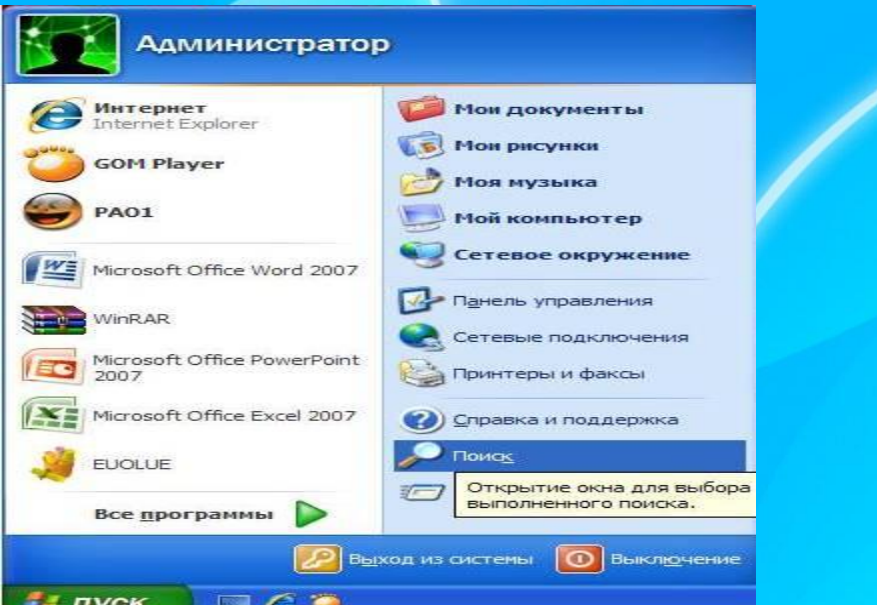 Администратор
Интернет
Internet Explorer
GOM Player
PAO1
Microsoft Office Word 2007
WinRAR
Microsoft Office PowerPoint
2007
Microsoft Office Excel 2007
EUOLUE
Все программы
Мои документы
Мои рисунки
Моя музыка
Мой компьютер
Сетевое окружение
Панель управления
Сетевые подключения
Принтеры и факсы
Справка и поддержка
Поиск
Открытие окна для выбора
выполненного поиска.
Выход из системы
Выключение
пуск